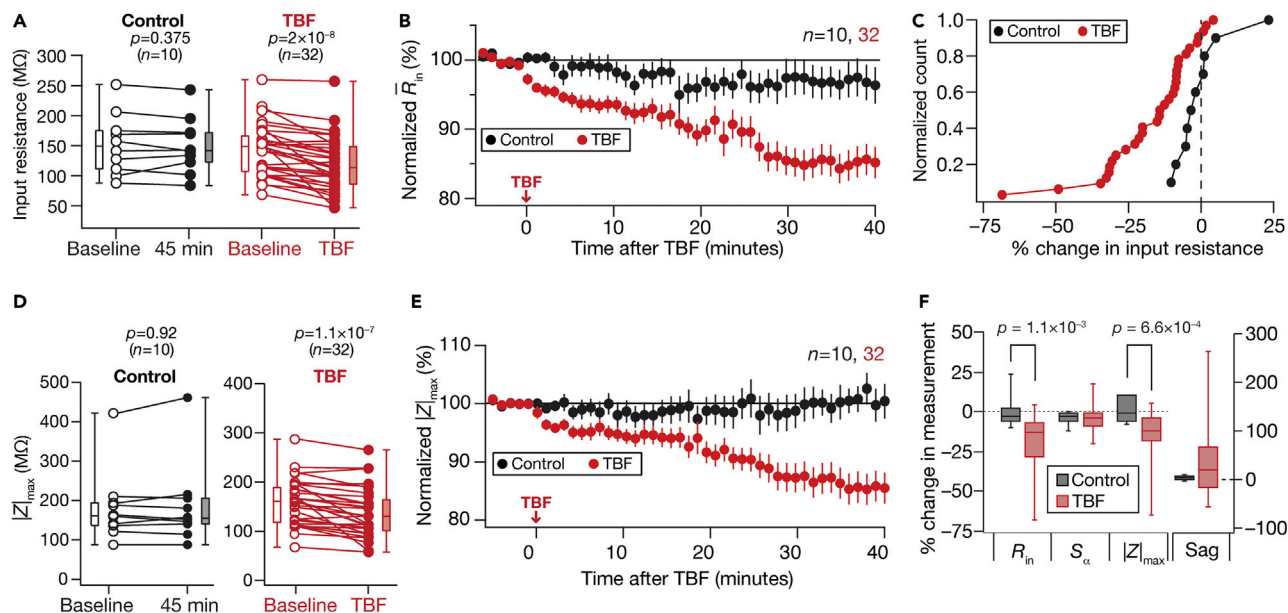 A
Control
p=0.375
(n=10)
TBF
p=2×10⁻⁸
(n=32)
Input resistance (MΩ)
300
250
200
150
100
50
Baseline
45 min
Baseline
TBF
B
n=10, 32
Normalized R̅in (%)
100
90
80
Control
TBF
TBF
0
10
20
30
40
Time after TBF (minutes)
C
Control
TBF
Normalized count
1.0
0.8
0.6
0.4
0.2
−75
−50
−25
0
25
% change in input resistance
D
p=0.92
(n=10)
Control
p=1.1×10⁻⁷
(n=32)
TBF
|Z|max (MΩ)
500
400
300
200
100
0
400
300
200
100
0
Baseline
45 min
Baseline
TBF
E
n=10, 32
Normalized |Z|max (%)
110
100
90
80
Control
TBF
TBF
0
10
20
30
40
Time after TBF (minutes)
F
p = 1.1×10⁻³
p = 6.6×10⁻⁴
% change in measurement
50
25
0
−25
−50
−75
300
200
100
0
−100
Control
TBF
Rin
Sα
|Z|max
Sag